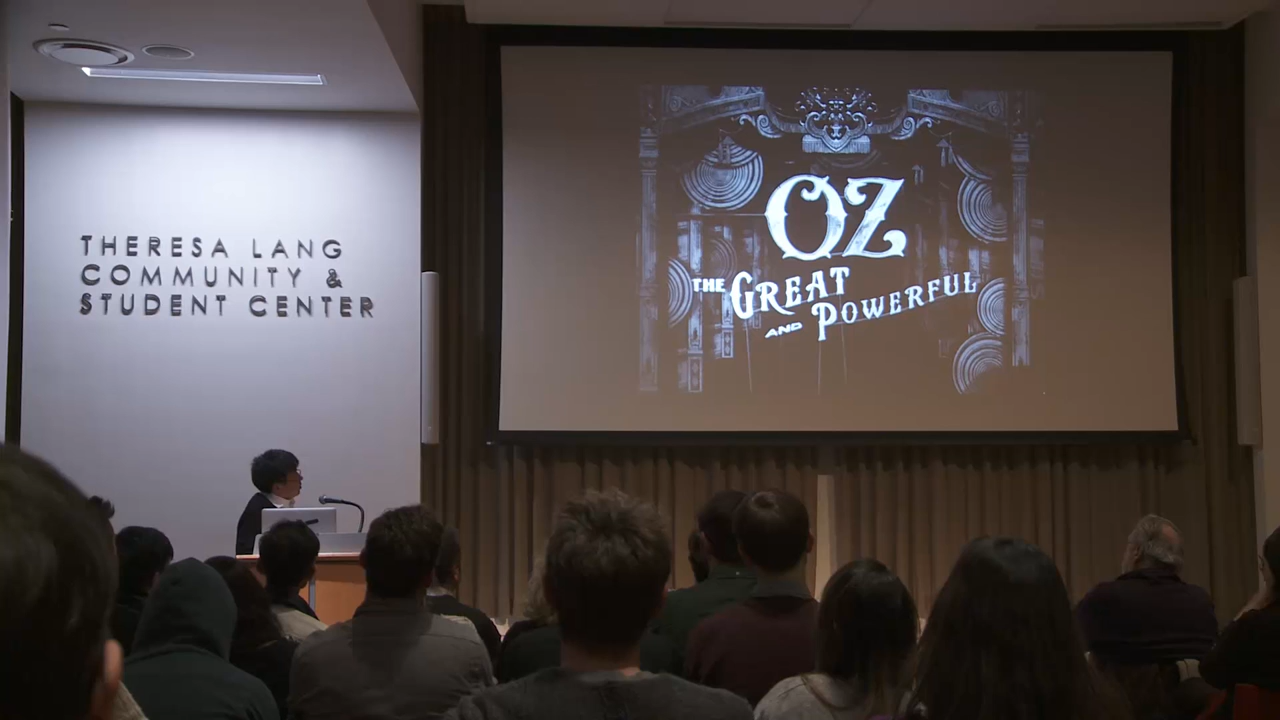 THERESA LANG
COMMUNITY &
STUDENT CENTER
OZ
THE GREAT
AND POWERFUL